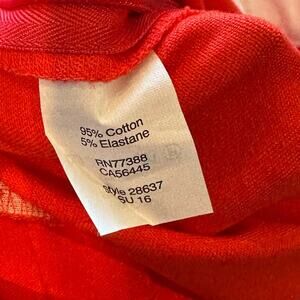 95% Cotton
5% Elastane
RN77388
CA56445
Style 28637
SU 16